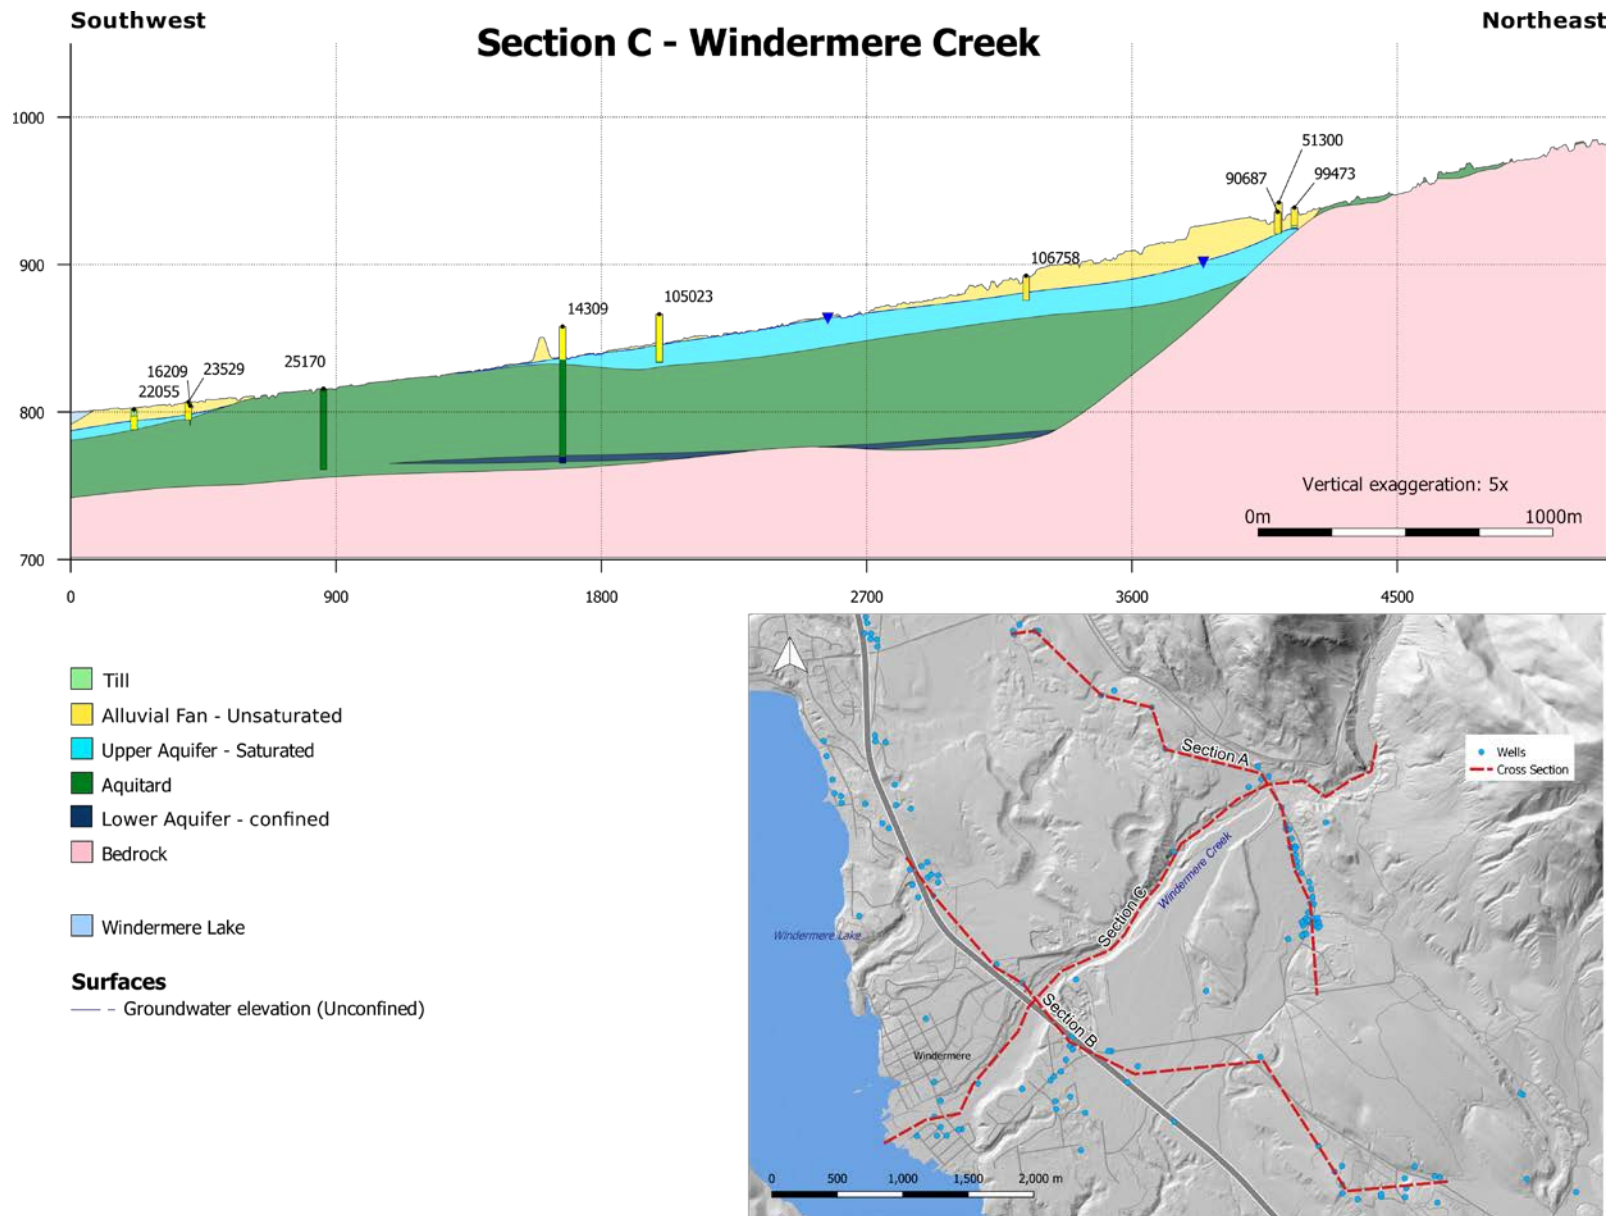 Southwest
Northeast
Section C - Windermere Creek
1000
900
800
700
51300
90687
99473
106758
105023
14309
25170
16209
23529
22055
Vertical exaggeration: 5x
0m
1000m
0
900
1800
2700
3600
4500
Till
Alluvial Fan - Unsaturated
Upper Aquifer - Saturated
Aquitard
Lower Aquifer - confined
Bedrock
Windermere Lake
Surfaces
Groundwater elevation (Unconfined)
Section A
Wells
Cross Section
Windermere Creek
Section C
Windermere Lake
Section B
Windermere
0
500
1,000
1,500
2,000 m